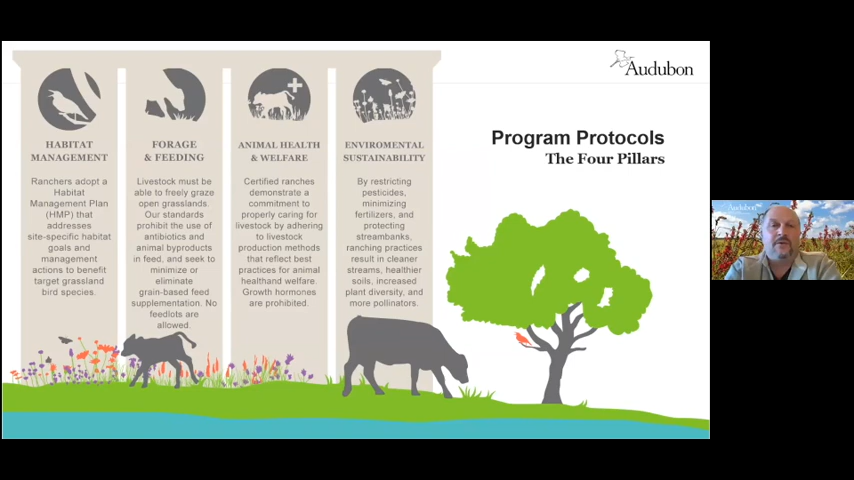 Audubon
Program Protocols
The Four Pillars
HABITAT
MANAGEMENT
Ranchers adopt a
Habitat
Management Plan
(HMP) that
addresses
site-specific habitat
goals and
management
actions to benefit
target grassland
bird species.
FORAGE
& FEEDING
Livestock must be
able to freely graze
open grasslands.
Our standards
prohibit the use of
antibiotics and
animal byproducts
in feed, and seek to
minimize or
eliminate
grain-based feed
supplementation. No
feedlots are
allowed.
ANIMAL HEALTH
& WELFARE
Certified ranches
demonstrate a
commitment to
properly caring for
livestock by adhering
to livestock
production methods
that reflect best
practices for animal
healthand welfare.
Growth hormones
are prohibited.
ENVIROMENTAL
SUSTAINABILITY
By restricting
pesticides,
minimizing
fertilizers, and
protecting
streambanks,
ranching practices
result in cleaner
streams, healthier
soils, increased
plant diversity, and
more pollinators.
Audubon